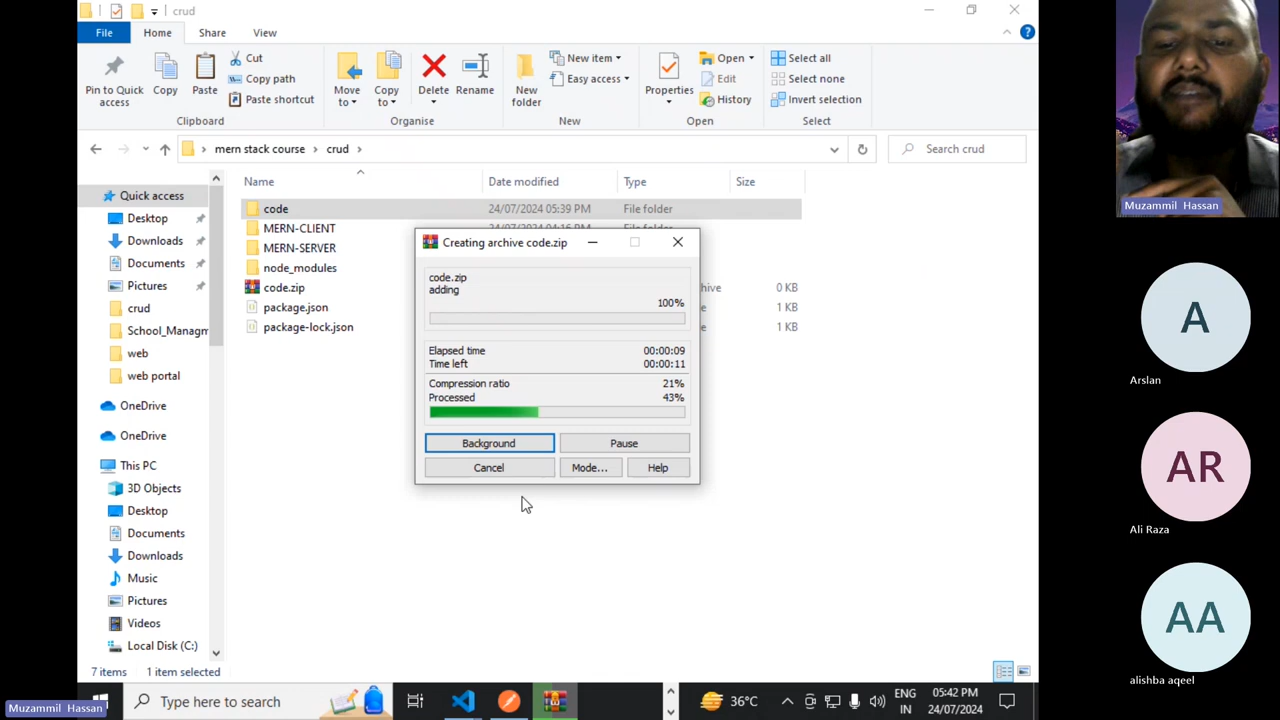 crud
File
Home
Share
View
Pin to Quick access
Copy
Paste
Cut
Copy path
Paste shortcut
Clipboard
Move to
Copy to
Delete
Rename
Organise
New folder
New item
Easy access
New
Properties
Open
Edit
History
Open
Select all
Select none
Invert selection
Select
mern stack course > crud >
Search crud
Name
Date modified
Type
Size
Quick access
Desktop
Downloads
Documents
Pictures
crud
School_Managm
web
web portal
OneDrive
OneDrive
This PC
3D Objects
Desktop
Documents
Downloads
Music
Pictures
Videos
Local Disk (C:)
code 24/07/2024 05:39 PM File folder
MERN-CLIENT
MERN-SERVER
node_modules
code.zip 0 KB
package.json 1 KB
package-lock.json 1 KB
Creating archive code.zip
code.zip
adding
100%
Elapsed time 00:00:09
Time left 00:00:11
Compression ratio 21%
Processed 43%
Background
Pause
Cancel
Mode...
Help
7 items 1 item selected
Type here to search
36°C
ENG
IN
05:42 PM
24/07/2024
Muzammil Hassan
Muzammil Hassan
A
Arslan
AR
Ali Raza
AA
alishba aqeel